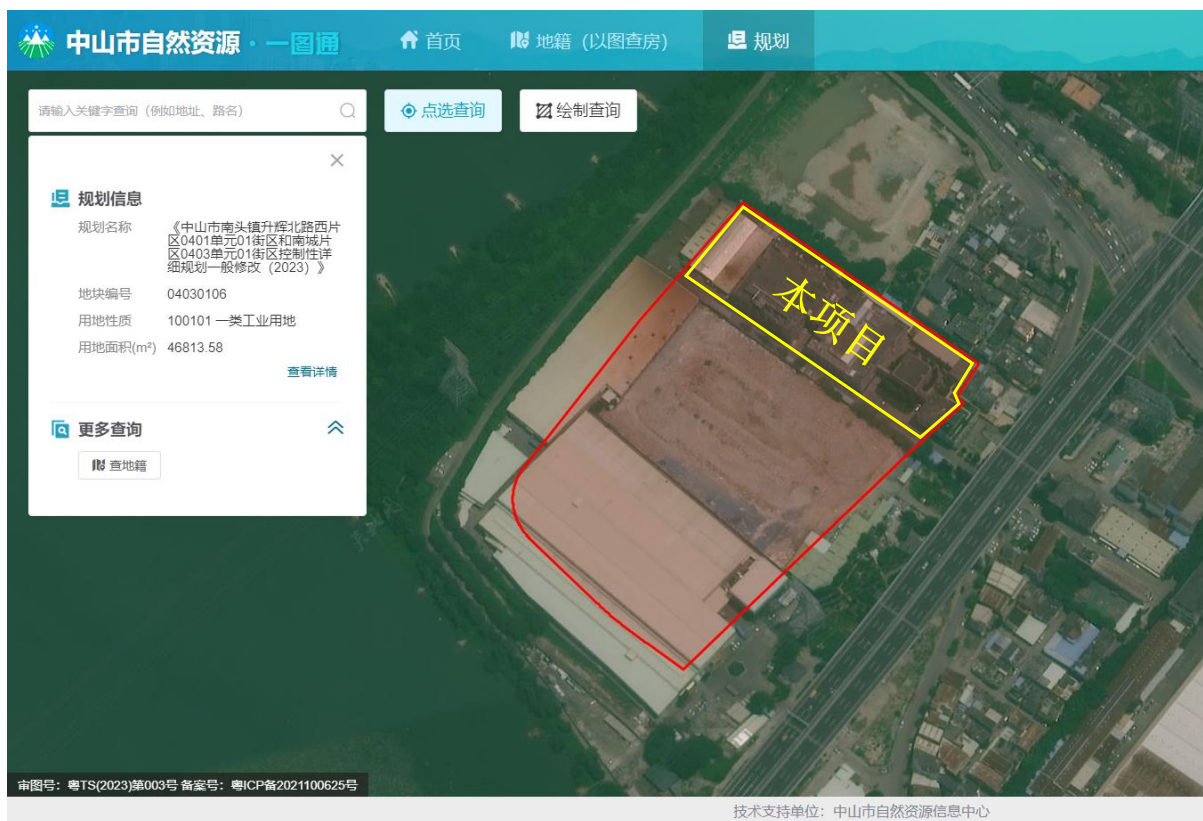 中山市自然资源·一图通
首页
地籍（以图查房）
规划
请输入关键字查询（例如地址、路名）
点选查询
绘制查询
规划信息
规划名称
《中山市南头镇升辉北路西片
区0401单元01街区和南城片
区0403单元01街区控制性详
细规划一般修改（2023）》
地块编号 04030106
用地性质 100101 一类工业用地
用地面积(m²) 46813.58
查看详情
更多查询
查地籍
本项目
审图号：粤TS(2023)第003号 备案号：粤ICP备2021100625号
技术支持单位：中山市自然资源信息中心